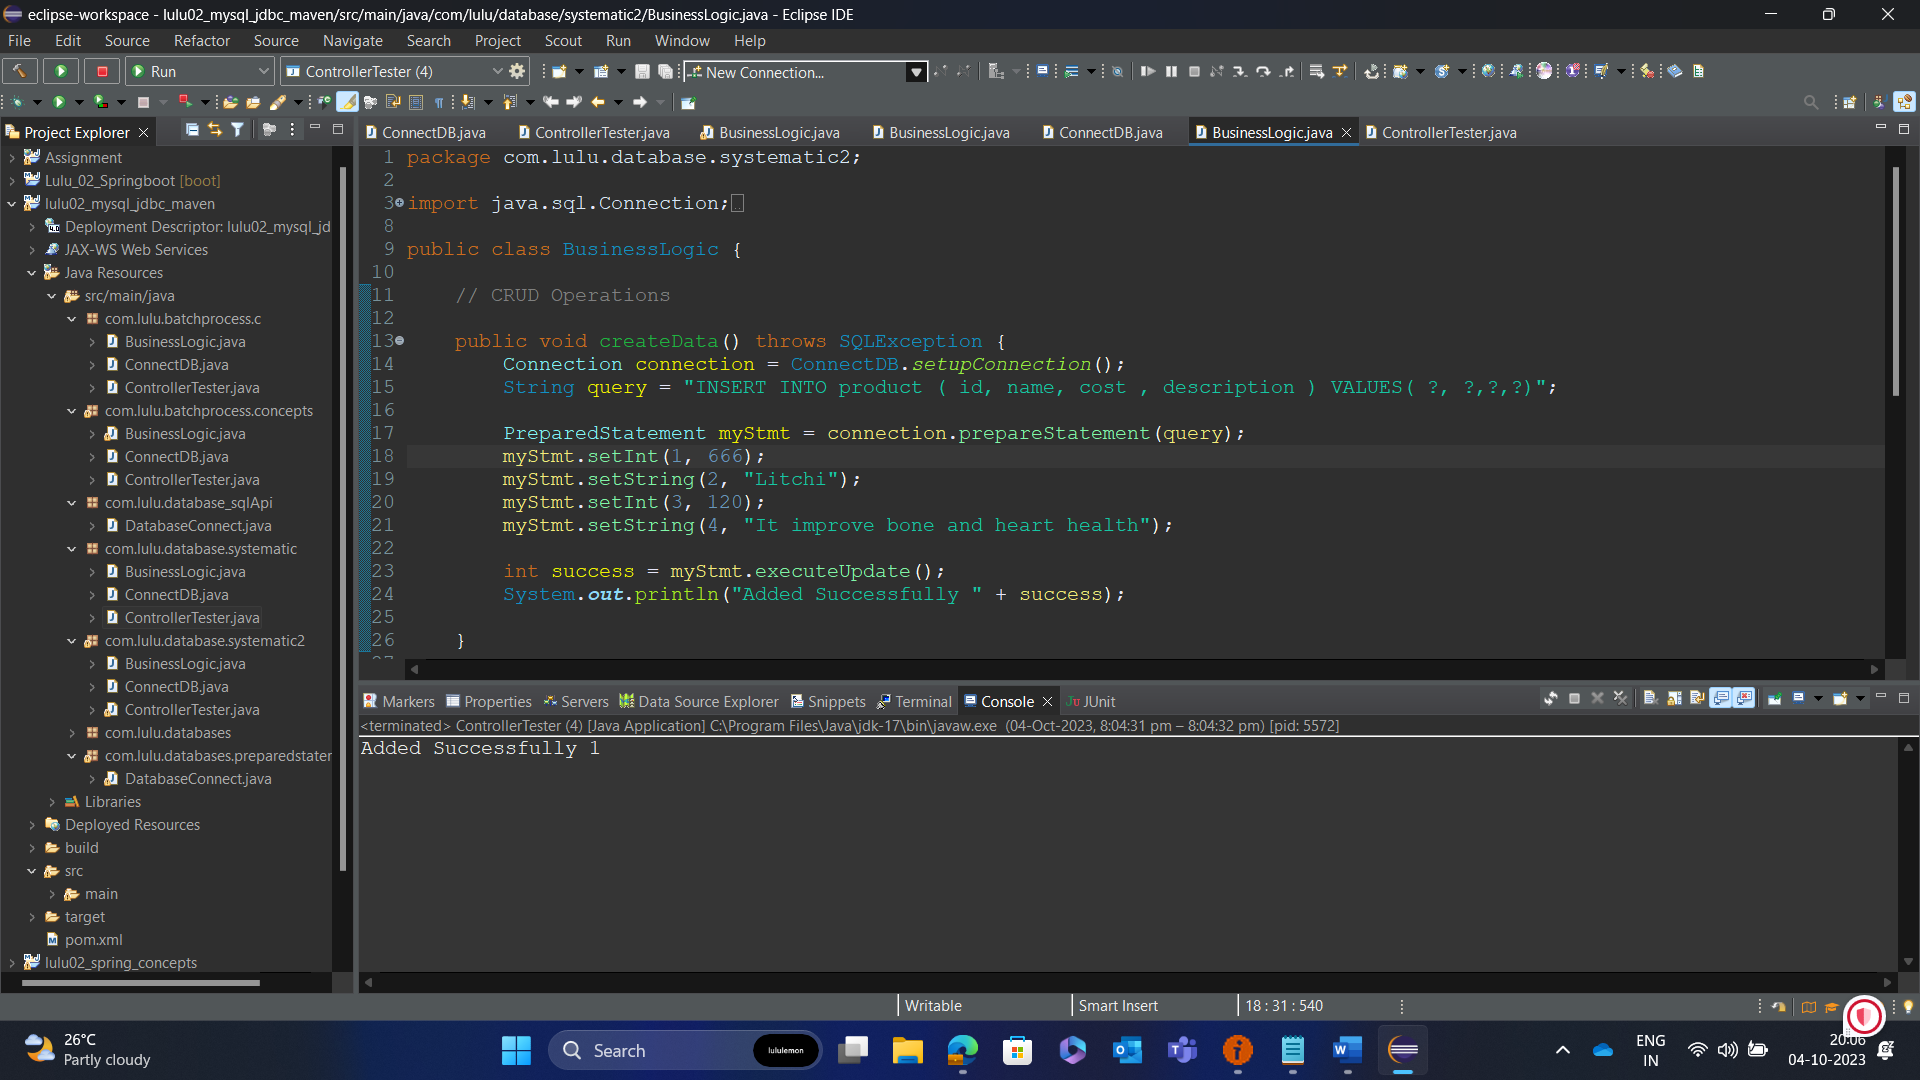 eclipse-workspace - lulu02_mysql_jdbc_maven/src/main/java/com/lulu/database/systematic2/BusinessLogic.java - Eclipse IDE
File Edit Source Refactor Source Navigate Search Project Scout Run Window Help
Run ControllerTester (4) New Connection...
Project Explorer
ConnectDB.java ControllerTester.java BusinessLogic.java BusinessLogic.java ConnectDB.java BusinessLogic.java ControllerTester.java
Assignment
Lulu_02_Springboot [boot]
lulu02_mysql_jdbc_maven
Deployment Descriptor: lulu02_mysql_jd
JAX-WS Web Services
Java Resources
src/main/java
com.lulu.batchprocess.c
BusinessLogic.java
ConnectDB.java
ControllerTester.java
com.lulu.batchprocess.concepts
BusinessLogic.java
ConnectDB.java
ControllerTester.java
com.lulu.database_sqlApi
DatabaseConnect.java
com.lulu.database.systematic
BusinessLogic.java
ConnectDB.java
ControllerTester.java
com.lulu.database.systematic2
BusinessLogic.java
ConnectDB.java
ControllerTester.java
com.lulu.databases
com.lulu.databases.preparedstater
DatabaseConnect.java
Libraries
Deployed Resources
build
src
main
target
pom.xml
lulu02_spring_concepts
1 package com.lulu.database.systematic2;
2
3 import java.sql.Connection;
8
9 public class BusinessLogic {
10
11 // CRUD Operations
12
13 public void createData() throws SQLException {
14 Connection connection = ConnectDB.setupConnection();
15 String query = "INSERT INTO product ( id, name, cost , description ) VALUES( ?, ?,?,?)";
16
17 PreparedStatement myStmt = connection.prepareStatement(query);
18 myStmt.setInt(1, 666);
19 myStmt.setString(2, "Litchi");
20 myStmt.setInt(3, 120);
21 myStmt.setString(4, "It improve bone and heart health");
22
23 int success = myStmt.executeUpdate();
24 System.out.println("Added Successfully " + success);
25
26 }
Markers Properties Servers Data Source Explorer Snippets Terminal Console Ju JUnit
<terminated> ControllerTester (4) [Java Application] C:\Program Files\Java\jdk-17\bin\javaw.exe (04-Oct-2023, 8:04:31 pm – 8:04:32 pm) [pid: 5572]
Added Successfully 1
Writable Smart Insert 18 : 31 : 540
26°C
Partly cloudy
Search
lululemon
ENG
IN
20:06
04-10-2023